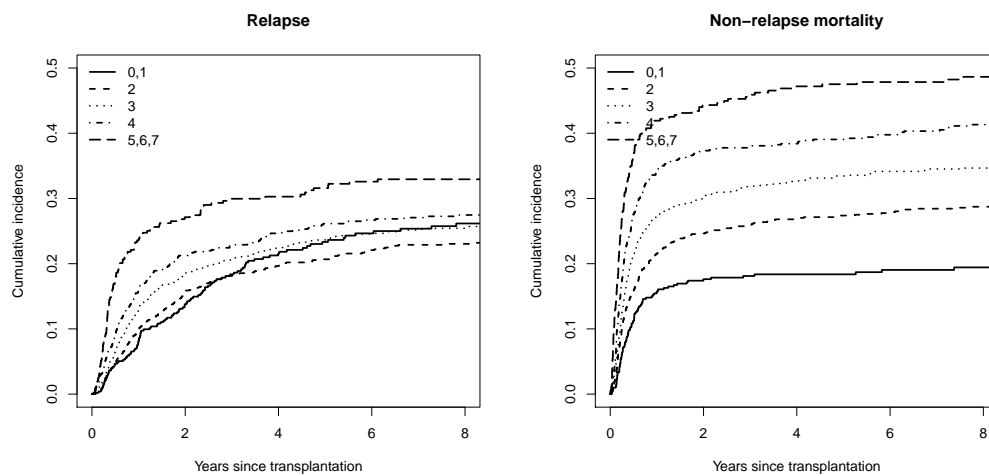 Relapse
Cumulative incidence
0.5
0.4
0.3
0.2
0.1
0.0
0,1
2
3
4
5,6,7
0 2 4 6 8
Years since transplantation
Non−relapse mortality
Cumulative incidence
0.5
0.4
0.3
0.2
0.1
0.0
0,1
2
3
4
5,6,7
0 2 4 6 8
Years since transplantation